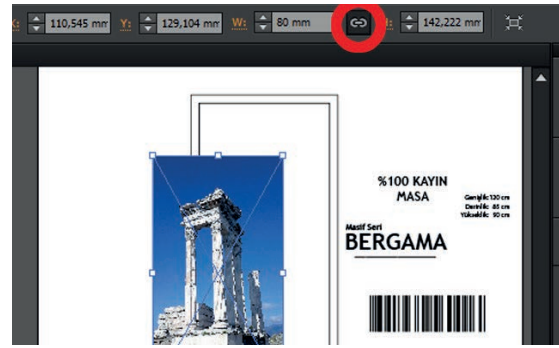 X: 110,545 mm Y: 129,104 mm W: 80 mm H: 142,222 mm
%100 KAYIN
MASA
Genişlik: 120 cm
Derinlik: 85 cm
Yükseklik: 90 cm
Masif Seri
BERGAMA